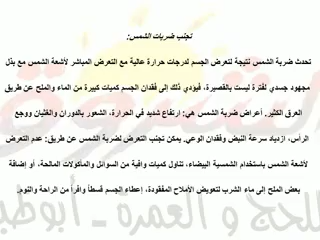 تجنب ضربات الشمس:
تحدث ضربة الشمس نتيجة لتعرض الجسم لدرجات حرارة عالية مع التعرض المباشر لأشعة الشمس مع بذل
مجهود جسدي لفترة ليست بالقصيرة، فيؤدي ذلك إلى فقدان الجسم كميات كبيرة من الماء والملح عن طريق
العرق الكثير. أعراض ضربة الشمس هي: ارتفاع شديد في الحرارة، الشعور بالدوران والغثيان ووجع
الرأس، ازدياد سرعة النبض وفقدان الوعي. يمكن تجنب التعرض لضربة الشمس عن طريق: عدم التعرض
لأشعة الشمس باستخدام الشمسية البيضاء، تناول كميات وافية من السوائل والمأكولات المالحة، أو إضافة
بعض الملح إلى ماء الشرب لتعويض الأملاح المفقودة، إعطاء الجسم قسطاً وافراً من الراحة والنوم.
للحج و العمرة - أبوظبي